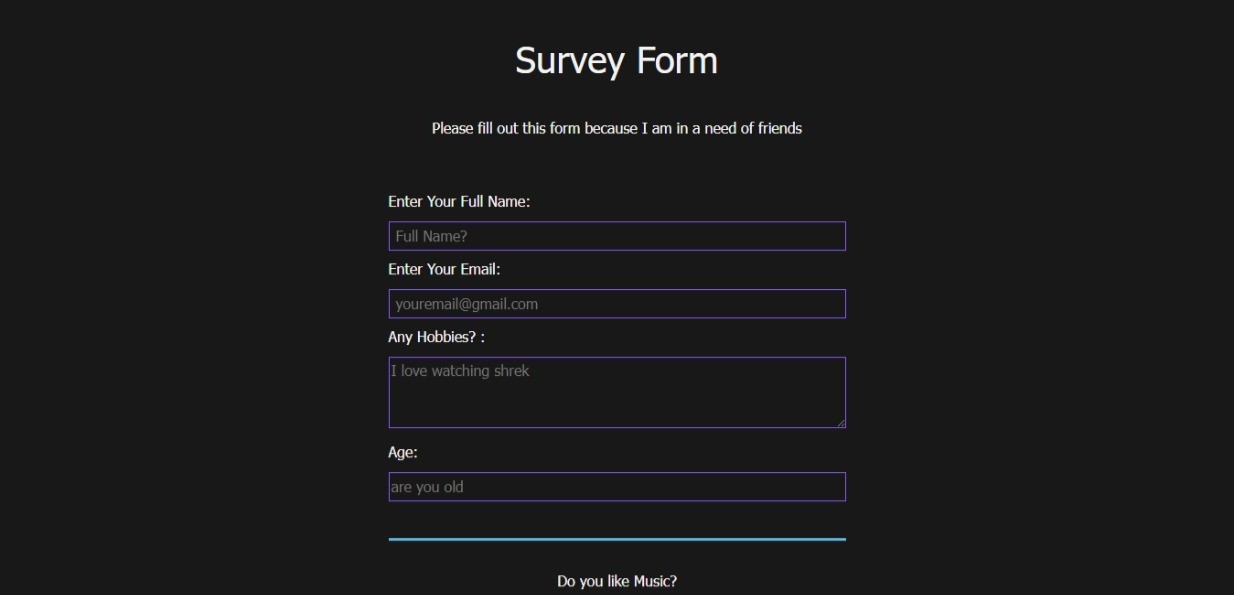 Survey Form
Please fill out this form because I am in a need of friends
Enter Your Full Name:
Full Name?
Enter Your Email:
youremail@gmail.com
Any Hobbies? :
I love watching shrek
Age:
are you old
Do you like Music?